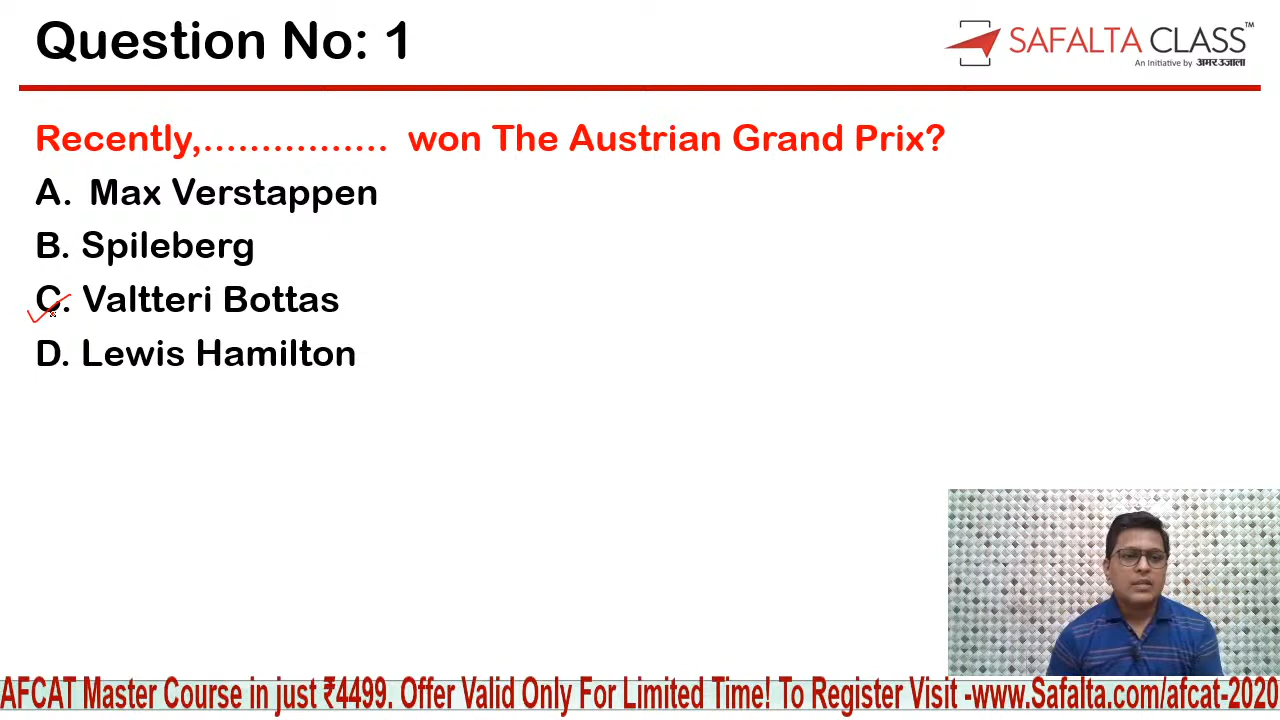 Question No: 1
SAFALTA CLASS™
An Initiative by अमर उजाला
Recently,................ won The Austrian Grand Prix?
A. Max Verstappen
B. Spileberg
C. Valtteri Bottas
D. Lewis Hamilton
AFCAT Master Course in just ₹4499. Offer Valid Only For Limited Time! To Register Visit -www.Safalta.com/afcat-2020